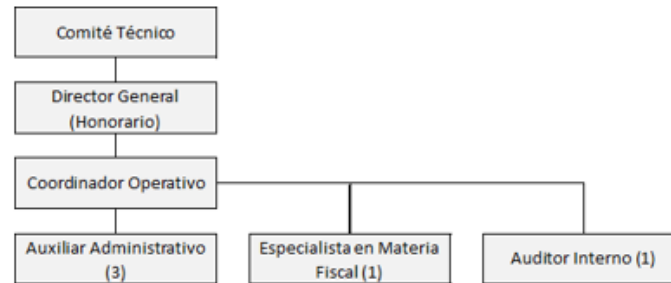 Comité Técnico
Director General
(Honorario)
Coordinador Operativo
Auxiliar Administrativo
(3)
Especialista en Materia
Fiscal (1)
Auditor Interno (1)